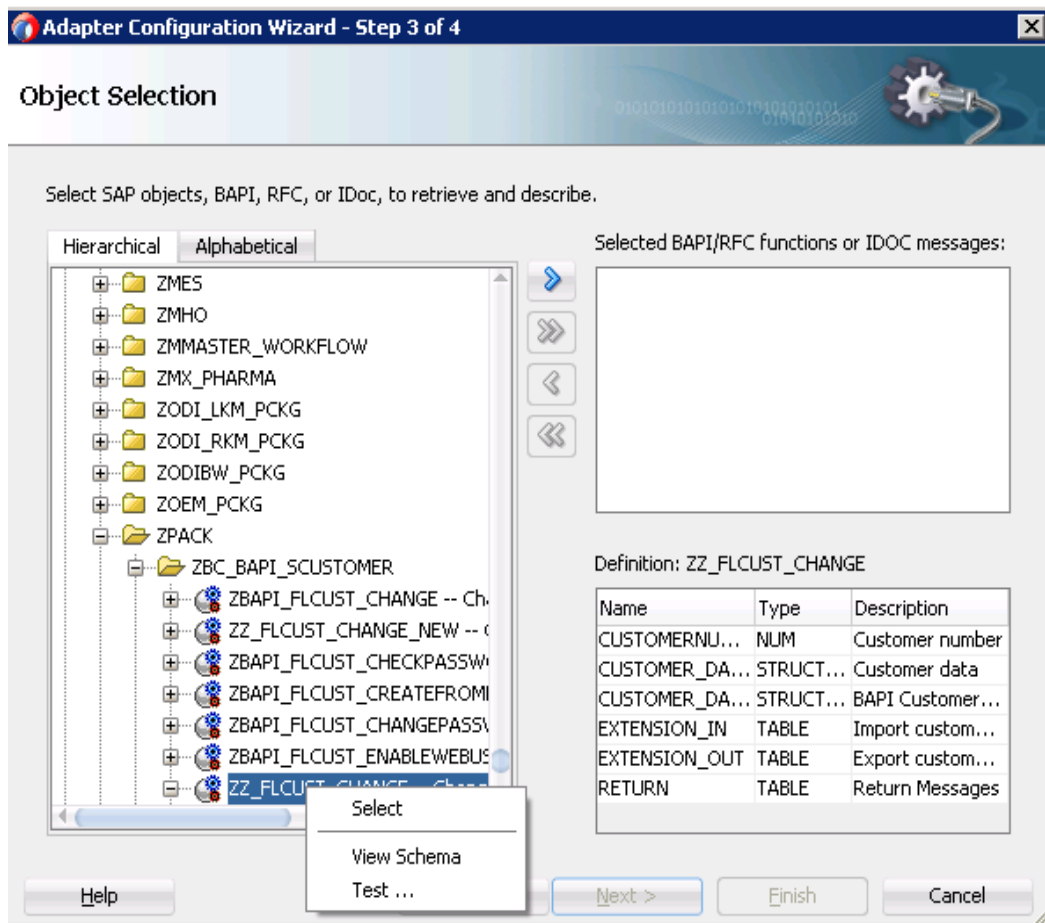 Adapter Configuration Wizard - Step 3 of 4
Object Selection
Select SAP objects, BAPI, RFC, or IDoc, to retrieve and describe.
Hierarchical Alphabetical
ZMES
ZMHO
ZMMASTER_WORKFLOW
ZMX_PHARMA
ZODI_LKM_PCKG
ZODI_RKM_PCKG
ZODIBW_PCKG
ZOEM_PCKG
ZPACK
ZBC_BAPI_SCUSTOMER
ZBAPI_FLCUST_CHANGE -- Ch
ZZ_FLCUST_CHANGE_NEW --
ZBAPI_FLCUST_CHECKPASSW
ZBAPI_FLCUST_CREATEFROM
ZBAPI_FLCUST_CHANGEPASS
ZBAPI_FLCUST_ENABLEWEBUS
ZZ_FLCUST_CHANGE -- Change
Select
View Schema
Test ...
Selected BAPI/RFC functions or IDOC messages:
Definition: ZZ_FLCUST_CHANGE
Name Type Description
CUSTOMERNU... NUM Customer number
CUSTOMER_DA... STRUCT... Customer data
CUSTOMER_DA... STRUCT... BAPI Customer...
EXTENSION_IN TABLE Import custom...
EXTENSION_OUT TABLE Export custom...
RETURN TABLE Return Messages
Help Next > Finish Cancel